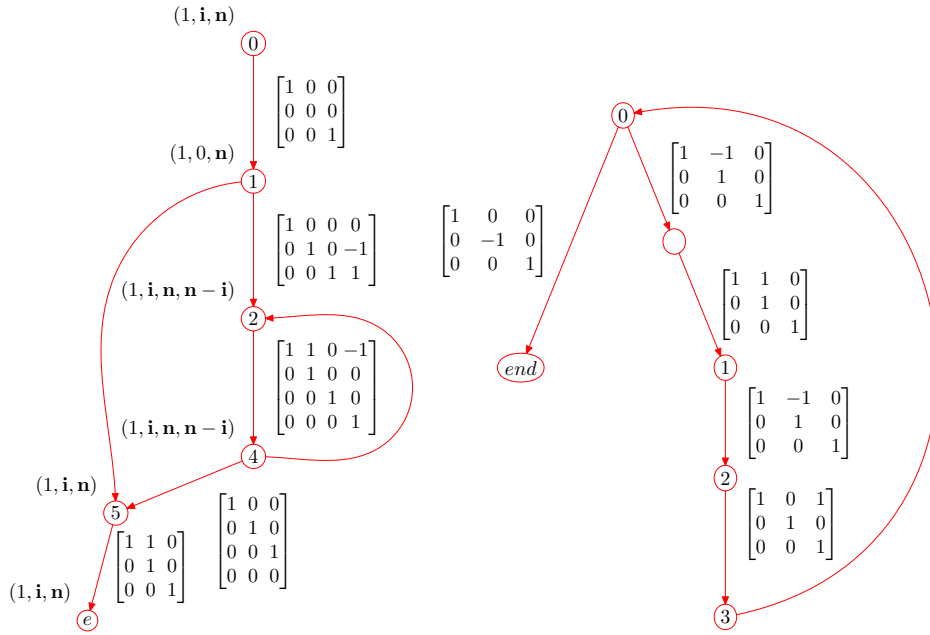 (1, i, n)
0
1 0 0
0 0 0
0 0 1
(1, 0, n)
1
1 0 0 0
0 1 0 −1
0 0 1 1
(1, i, n, n − i)
2
1 1 0 −1
0 1 0 0
0 0 1 0
0 0 0 1
(1, i, n, n − i)
4
(1, i, n)
5
1 0 0
0 1 0
0 0 1
0 0 0
1 1 0
0 1 0
0 0 1
(1, i, n)
e
0
1 −1 0
0 1 0
0 0 1
1 0 0
0 −1 0
0 0 1
1 1 0
0 1 0
0 0 1
end
1
1 −1 0
0 1 0
0 0 1
2
1 0 1
0 1 0
0 0 1
3